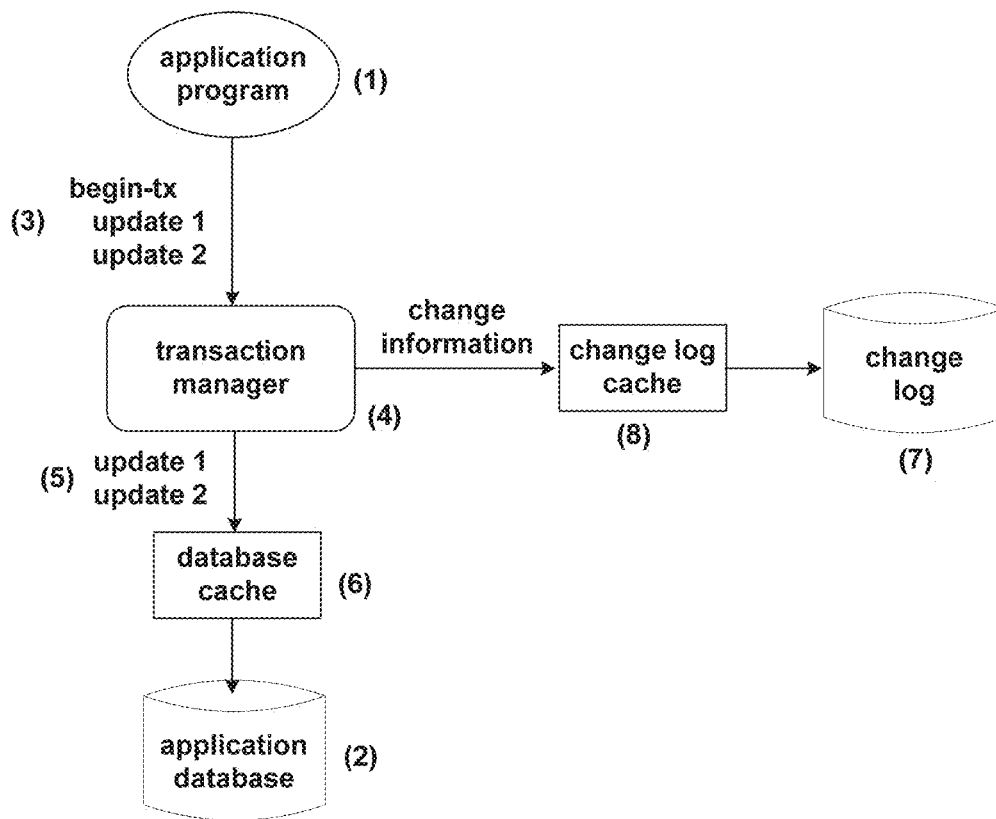 application
program
(1)
begin-tx
(3)
update 1
update 2
transaction
manager
(4)
change
information
change log
cache
(8)
change
log
(7)
(5)
update 1
update 2
database
cache
(6)
application
database
(2)